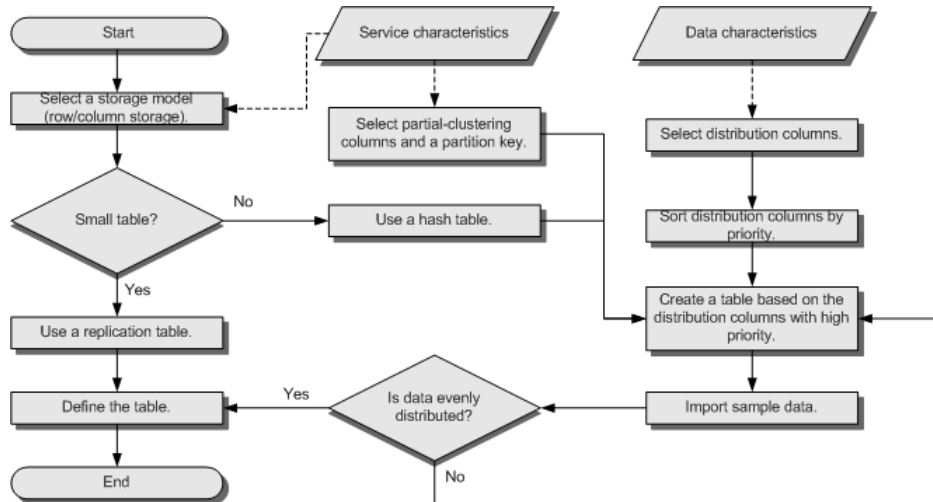 Start
Service characteristics
Data characteristics
Select a storage model
(row/column storage).
Select partial-clustering
columns and a partition key.
Select distribution columns.
Small table?
No
Use a hash table.
Sort distribution columns by
priority.
Yes
Create a table based on the
distribution columns with high
priority.
Use a replication table.
Define the table.
Yes
Is data evenly
distributed?
Import sample data.
No
End